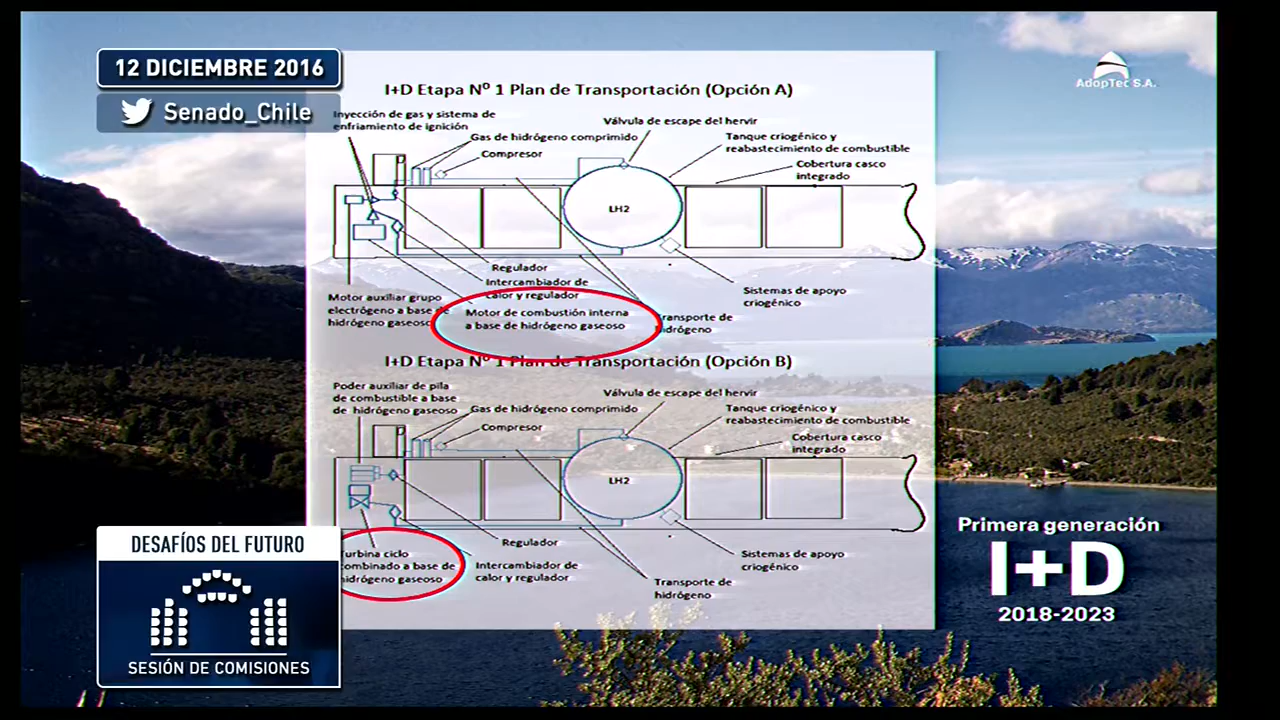 12 DICIEMBRE 2016
Senado_Chile
AdopTec S.A.
I+D Etapa Nº 1 Plan de Transportación (Opción A)
Inyección de gas y sistema de
enfriamiento de ignición
Gas de hidrógeno comprimido
Compresor
Válvula de escape del hervir
Tanque criogénico y
reabastecimiento de combustible
Cobertura casco
integrado
LH2
Regulador
Intercambiador de
calor y regulador
Motor auxiliar grupo
electrógeno a base de
hidrógeno gaseoso
Motor de combustión interna
a base de hidrógeno gaseoso
Transporte de
hidrógeno
Sistemas de apoyo
criogénico
I+D Etapa Nº 1 Plan de Transportación (Opción B)
Poder auxiliar de pila
de combustible a base
de hidrógeno gaseoso
Gas de hidrógeno comprimido
Compresor
Válvula de escape del hervir
Tanque criogénico y
reabastecimiento de combustible
Cobertura casco
integrado
LH2
Turbina ciclo
combinado a base de
hidrógeno gaseoso
Regulador
Intercambiador de
calor y regulador
Transporte de
hidrógeno
Sistemas de apoyo
criogénico
Primera generación
I+D
2018-2023
DESAFÍOS DEL FUTURO
SESIÓN DE COMISIONES